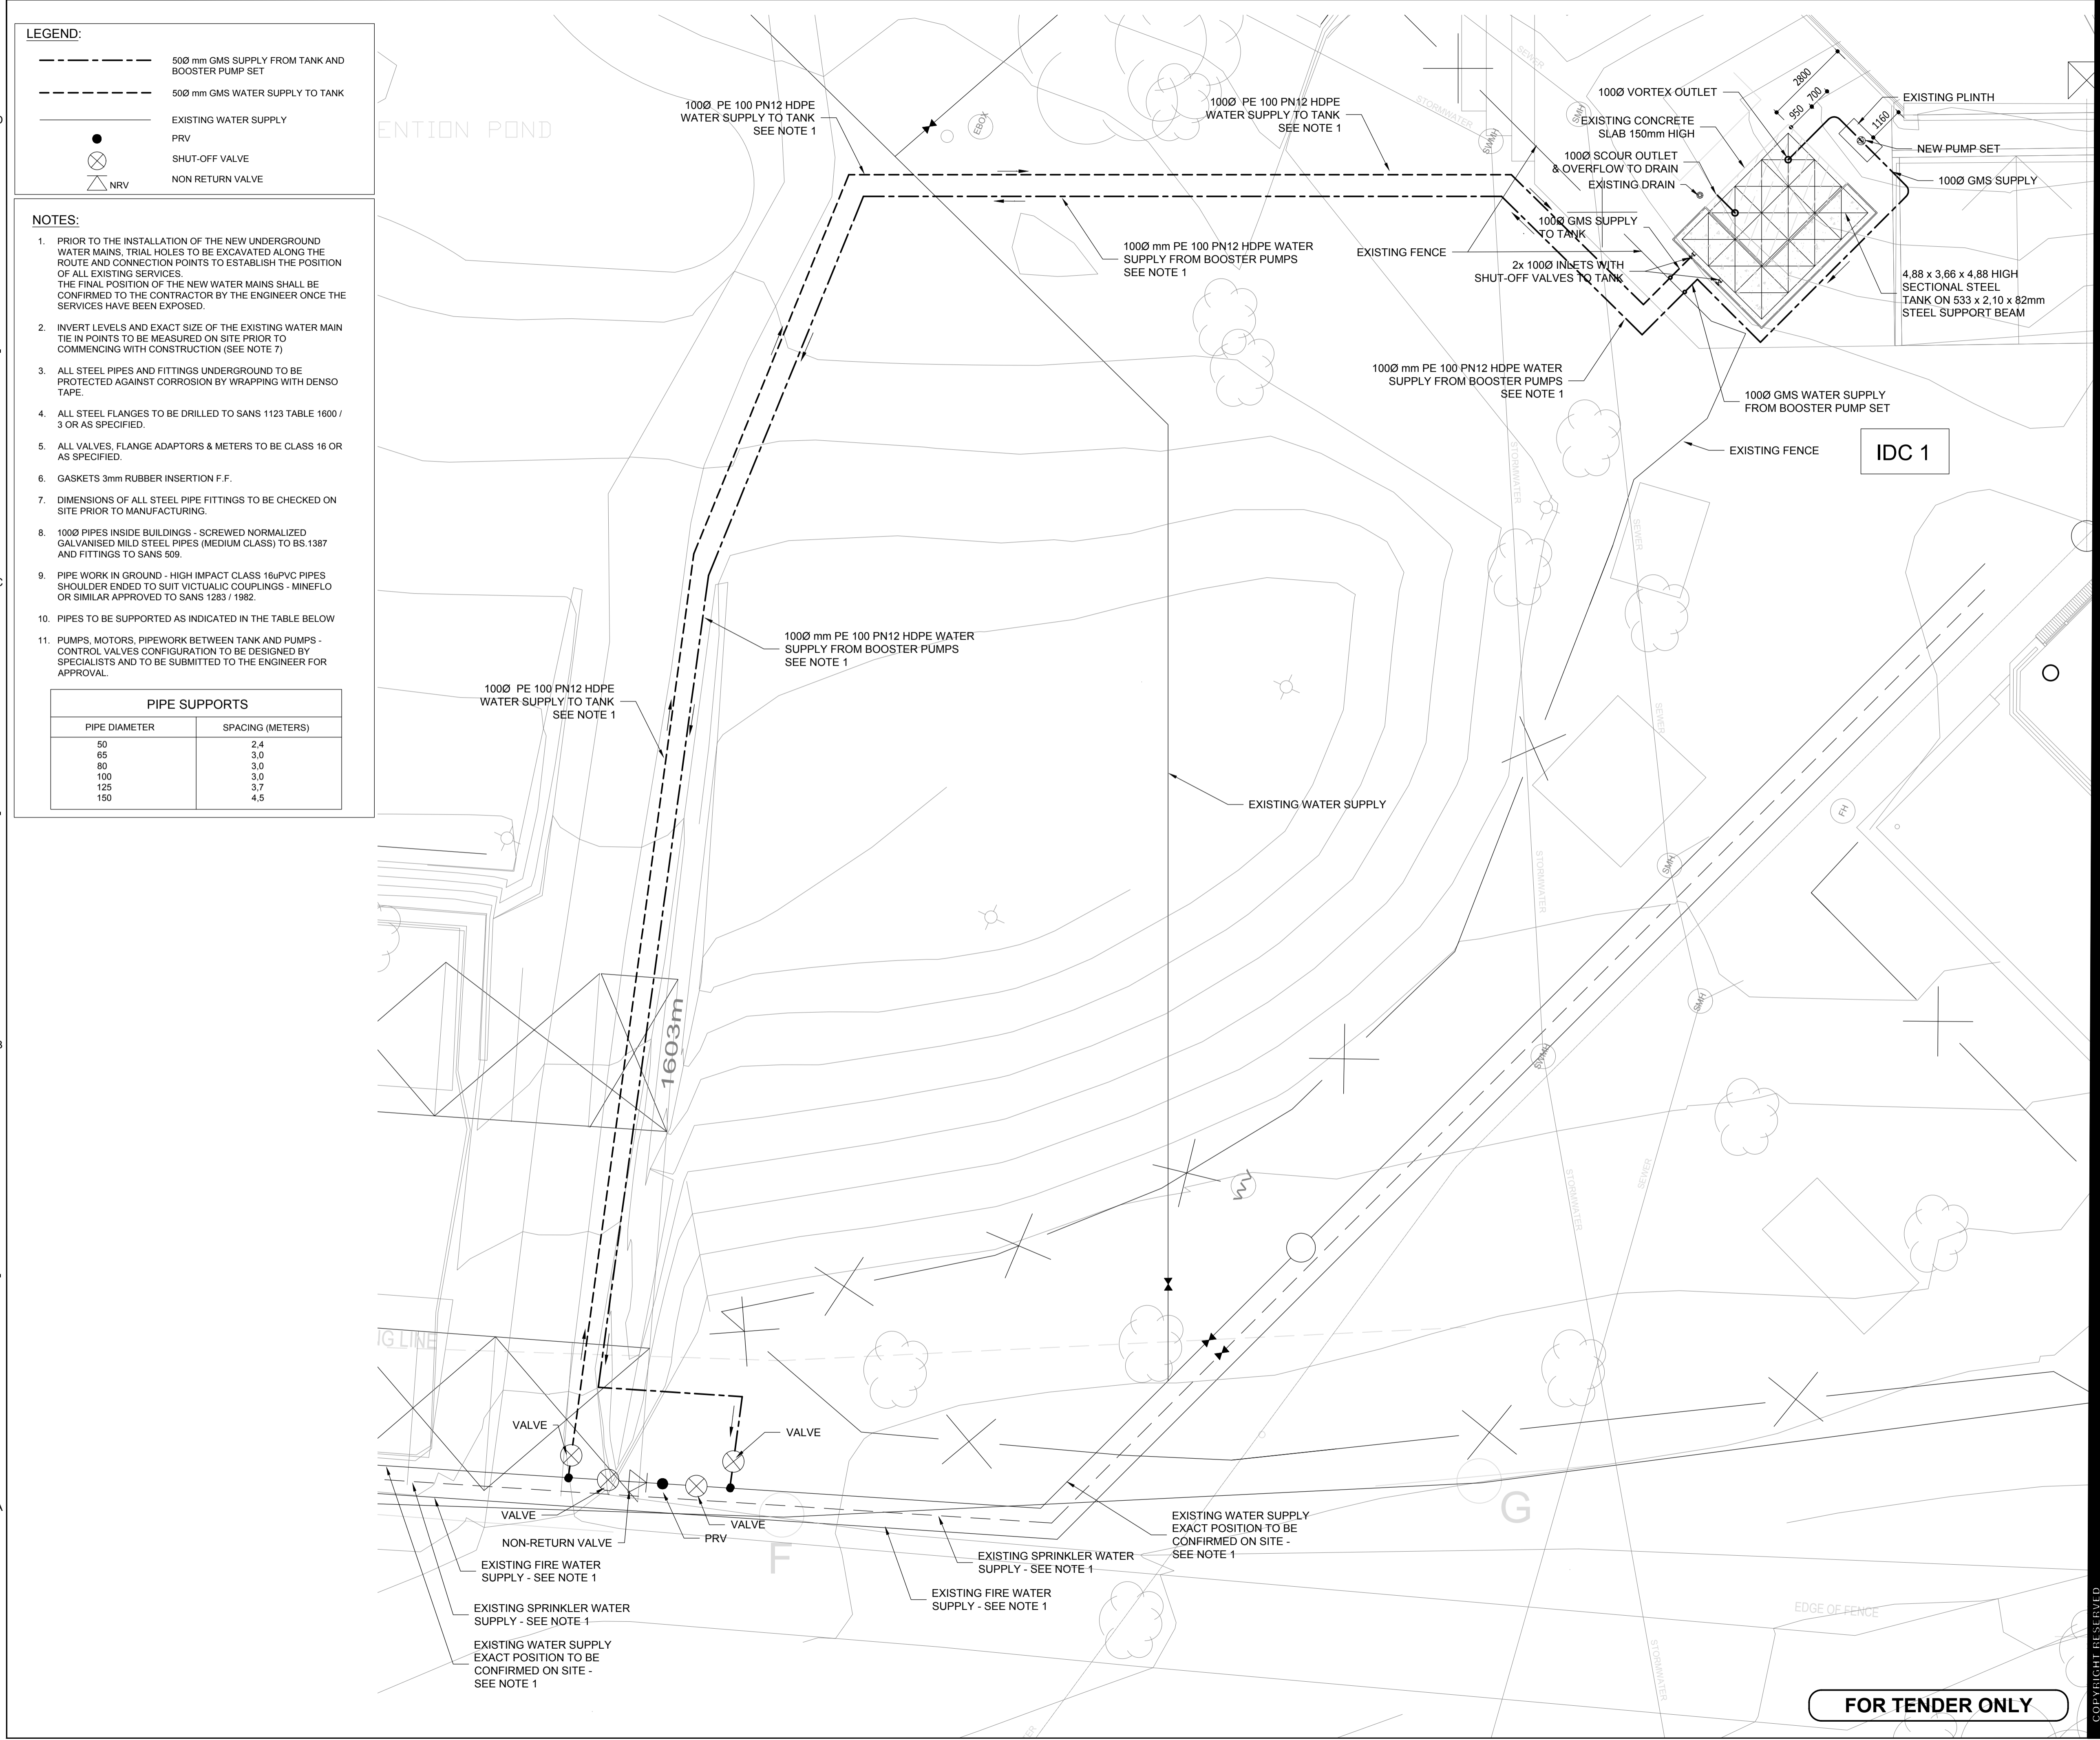 LEGEND:
50Ø mm GMS SUPPLY FROM TANK AND
BOOSTER PUMP SET
50Ø mm GMS WATER SUPPLY TO TANK
EXISTING WATER SUPPLY
PRV
SHUT-OFF VALVE
NRV
NON RETURN VALVE
NOTES:
1. PRIOR TO THE INSTALLATION OF THE NEW UNDERGROUND
WATER MAINS, TRIAL HOLES TO BE EXCAVATED ALONG THE
ROUTE AND CONNECTION POINTS TO ESTABLISH THE POSITION
OF ALL EXISTING SERVICES.
THE FINAL POSITION OF THE NEW WATER MAINS SHALL BE
CONFIRMED TO THE CONTRACTOR BY THE ENGINEER ONCE THE
SERVICES HAVE BEEN EXPOSED.
2. INVERT LEVELS AND EXACT SIZE OF THE EXISTING WATER MAIN
TIE IN POINTS TO BE MEASURED ON SITE PRIOR TO
COMMENCING WITH CONSTRUCTION (SEE NOTE 7)
3. ALL STEEL PIPES AND FITTINGS UNDERGROUND TO BE
PROTECTED AGAINST CORROSION BY WRAPPING WITH DENSO
TAPE.
4. ALL STEEL FLANGES TO BE DRILLED TO SANS 1123 TABLE 1600 /
3 OR AS SPECIFIED.
5. ALL VALVES, FLANGE ADAPTORS & METERS TO BE CLASS 16 OR
AS SPECIFIED.
6. GASKETS 3mm RUBBER INSERTION F.F.
7. DIMENSIONS OF ALL STEEL PIPE FITTINGS TO BE CHECKED ON
SITE PRIOR TO MANUFACTURING.
8. 100Ø PIPES INSIDE BUILDINGS - SCREWED NORMALIZED
GALVANISED MILD STEEL PIPES (MEDIUM CLASS) TO BS.1387
AND FITTINGS TO SANS 509.
9. PIPE WORK IN GROUND - HIGH IMPACT CLASS 16uPVC PIPES
SHOULDER ENDED TO SUIT VICTUALIC COUPLINGS - MINEFLO
OR SIMILAR APPROVED TO SANS 1283 / 1982.
10. PIPES TO BE SUPPORTED AS INDICATED IN THE TABLE BELOW
11. PUMPS, MOTORS, PIPEWORK BETWEEN TANK AND PUMPS -
CONTROL VALVES CONFIGURATION TO BE DESIGNED BY
SPECIALISTS AND TO BE SUBMITTED TO THE ENGINEER FOR
APPROVAL.
PIPE SUPPORTS
PIPE DIAMETER SPACING (METERS)
50 2,4
65 3,0
80 3,0
100 3,0
125 3,7
150 4,5
ENTION POND
100Ø PE 100 PN12 HDPE
WATER SUPPLY TO TANK
SEE NOTE 1
EBOX
100Ø PE 100 PN12 HDPE
WATER SUPPLY TO TANK
SEE NOTE 1
SEWER
STORMWATER
SWMH
SMH
100Ø VORTEX OUTLET
EXISTING CONCRETE
SLAB 150mm HIGH
100Ø SCOUR OUTLET
& OVERFLOW TO DRAIN
EXISTING DRAIN
2800
950
700
1160
EXISTING PLINTH
NEW PUMP SET
100Ø GMS SUPPLY
100Ø GMS SUPPLY
TO TANK
EXISTING FENCE
2x 100Ø INLETS WITH
SHUT-OFF VALVES TO TANK
4,88 x 3,66 x 4,88 HIGH
SECTIONAL STEEL
TANK ON 533 x 2,10 x 82mm
STEEL SUPPORT BEAM
100Ø mm PE 100 PN12 HDPE WATER
SUPPLY FROM BOOSTER PUMPS
SEE NOTE 1
100Ø mm PE 100 PN12 HDPE WATER
SUPPLY FROM BOOSTER PUMPS
SEE NOTE 1
100Ø GMS WATER SUPPLY
FROM BOOSTER PUMP SET
EXISTING FENCE
IDC 1
STORMWATER
SEWER
100Ø mm PE 100 PN12 HDPE WATER
SUPPLY FROM BOOSTER PUMPS
SEE NOTE 1
100Ø PE 100 PN12 HDPE
WATER SUPPLY TO TANK
SEE NOTE 1
SEWER
EXISTING WATER SUPPLY
FH
STORMWATER
SMH
SMH
1603m
SWMH
STORMWATER
SEWER
WV
IG LINE
VALVE
VALVE
VALVE
VALVE
NON-RETURN VALVE
PRV
F
G
EXISTING FIRE WATER
SUPPLY - SEE NOTE 1
EXISTING SPRINKLER WATER
SUPPLY - SEE NOTE 1
EXISTING WATER SUPPLY
EXACT POSITION TO BE
CONFIRMED ON SITE -
SEE NOTE 1
EXISTING SPRINKLER WATER
SUPPLY - SEE NOTE 1
EXISTING FIRE WATER
SUPPLY - SEE NOTE 1
EXISTING WATER SUPPLY
EXACT POSITION TO BE
CONFIRMED ON SITE -
SEE NOTE 1
EDGE OF FENCE
STORMWATER
FOR TENDER ONLY
COPYRIGHT RESERVED